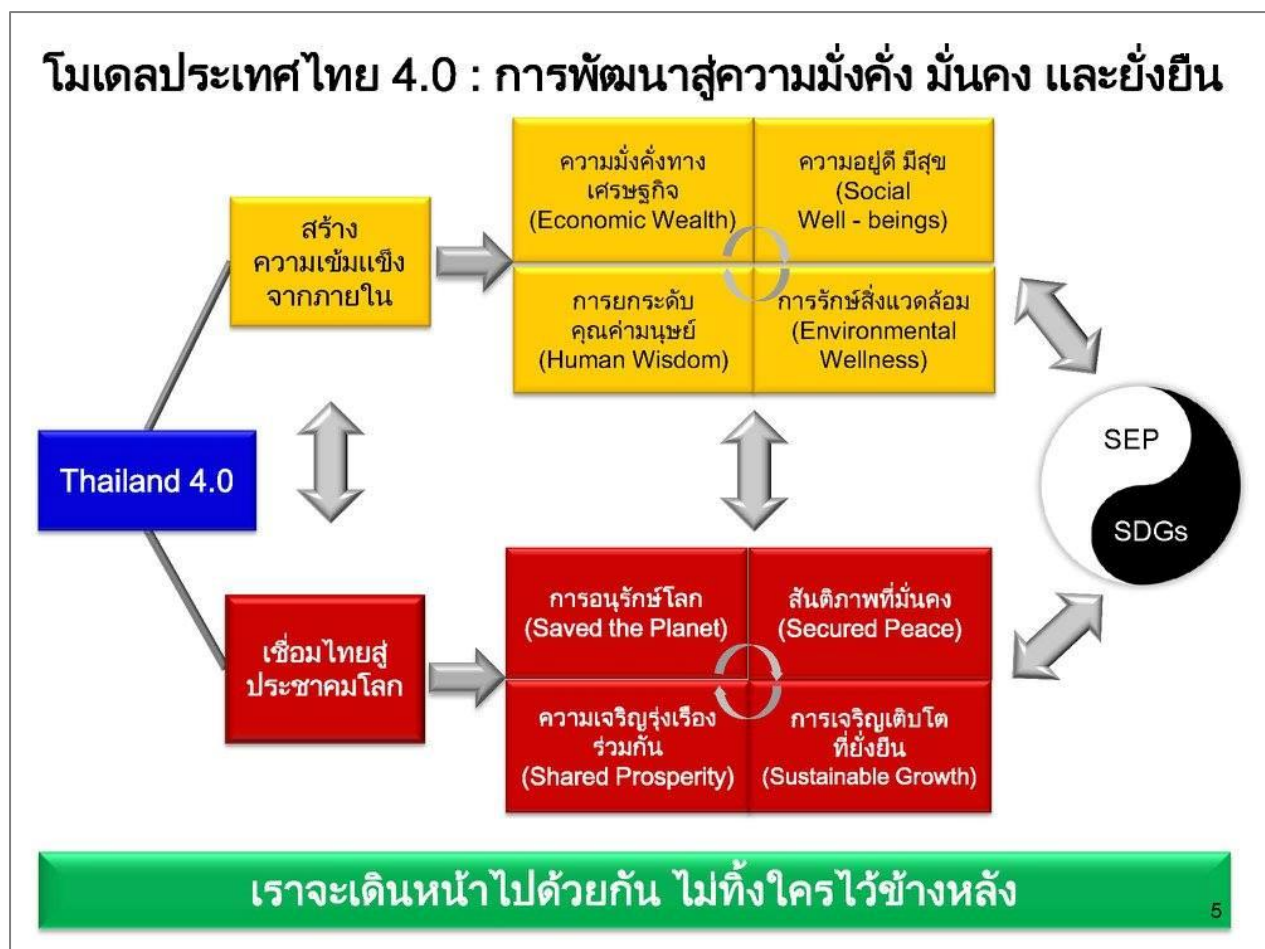 โมเดลประเทศไทย 4.0 : การพัฒนาสู่ความมั่งคั่ง มั่นคง และยั่งยืน
สร้าง
ความเข้มแข็ง
จากภายใน
ความมั่งคั่งทาง
เศรษฐกิจ
(Economic Wealth)
ความอยู่ดี มีสุข
(Social
Well - beings)
การยกระดับ
คุณค่ามนุษย์
(Human Wisdom)
การรักษ์สิ่งแวดล้อม
(Environmental
Wellness)
Thailand 4.0
SEP
SDGs
เชื่อมไทยสู่
ประชาคมโลก
การอนุรักษ์โลก
(Saved the Planet)
สันติภาพที่มั่นคง
(Secured Peace)
ความเจริญรุ่งเรือง
ร่วมกัน
(Shared Prosperity)
การเจริญเติบโต
ที่ยั่งยืน
(Sustainable Growth)
เราจะเดินหน้าไปด้วยกัน ไม่ทิ้งใครไว้ข้างหลัง
5